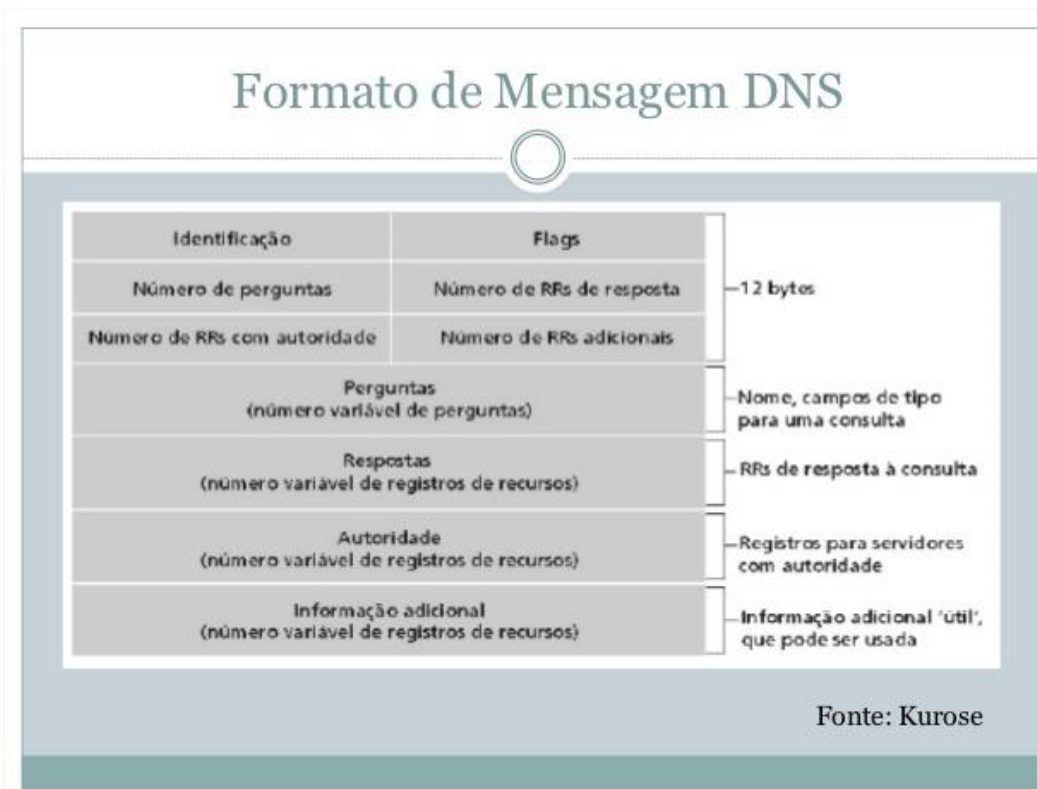 Formato de Mensagem DNS
Identificação
Flags
Número de perguntas
Número de RRs de resposta
12 bytes
Número de RRs com autoridade
Número de RRs adicionais
Perguntas
(número variável de perguntas)
Nome, campos de tipo
para uma consulta
Respostas
(número variável de registros de recursos)
RRs de resposta à consulta
Autoridade
(número variável de registros de recursos)
Registros para servidores
com autoridade
Informação adicional
(número variável de registros de recursos)
Informação adicional 'útil',
que pode ser usada
Fonte: Kurose